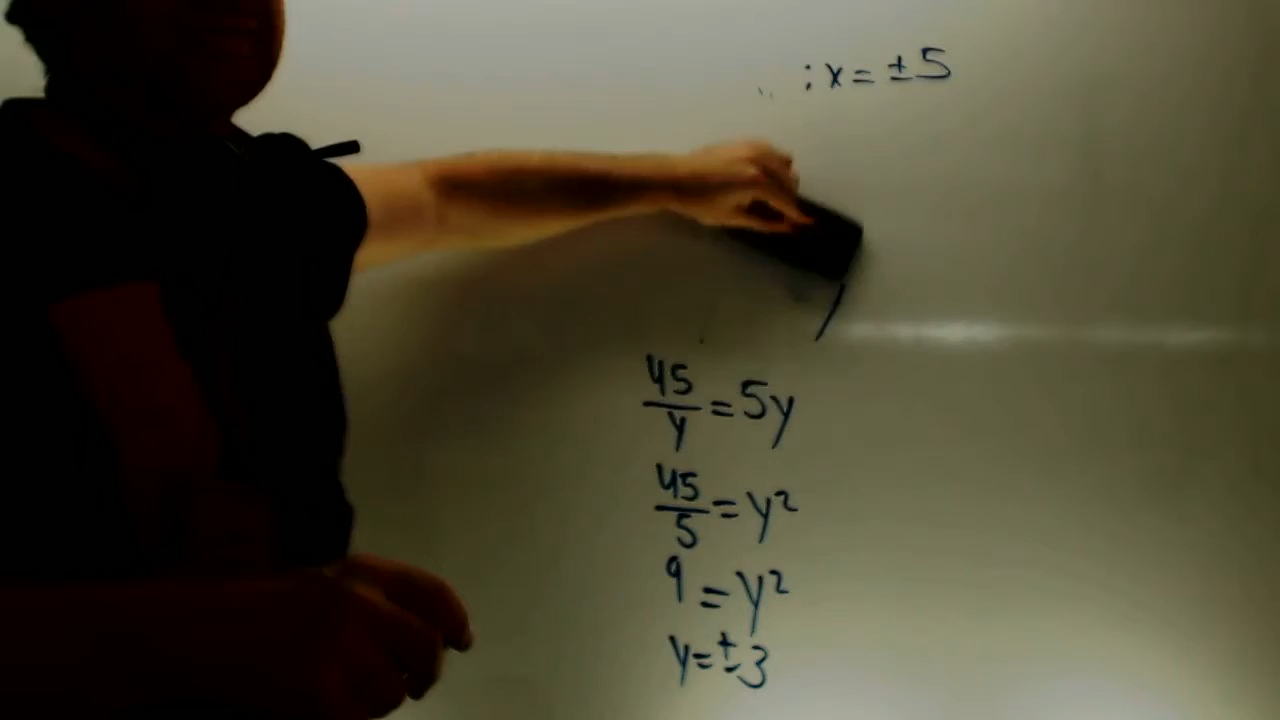 ; x = ±5
45/y = 5y
45/5 = y²
9 = y²
y = ±3